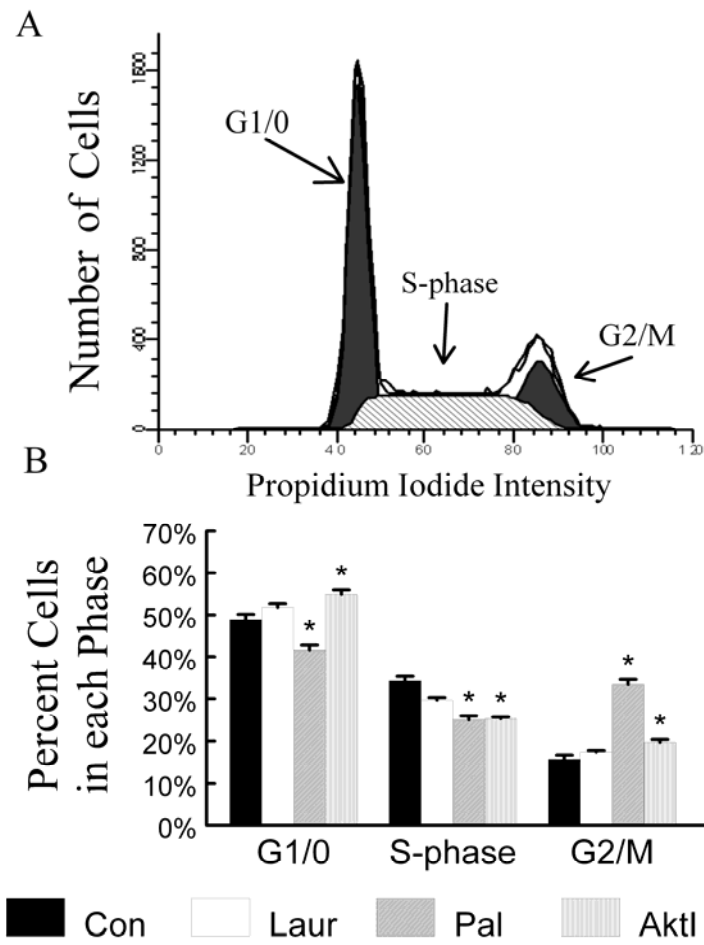 A
Number of Cells
1600
1200
800
400
0
G1/0
S-phase
G2/M
0 20 40 60 80 100 120
Propidium Iodide Intensity
B
Percent Cells
in each Phase
70%
60%
50%
40%
30%
20%
10%
0%
* *
* *
* *
G1/0 S-phase G2/M
Con Laur Pal AktI